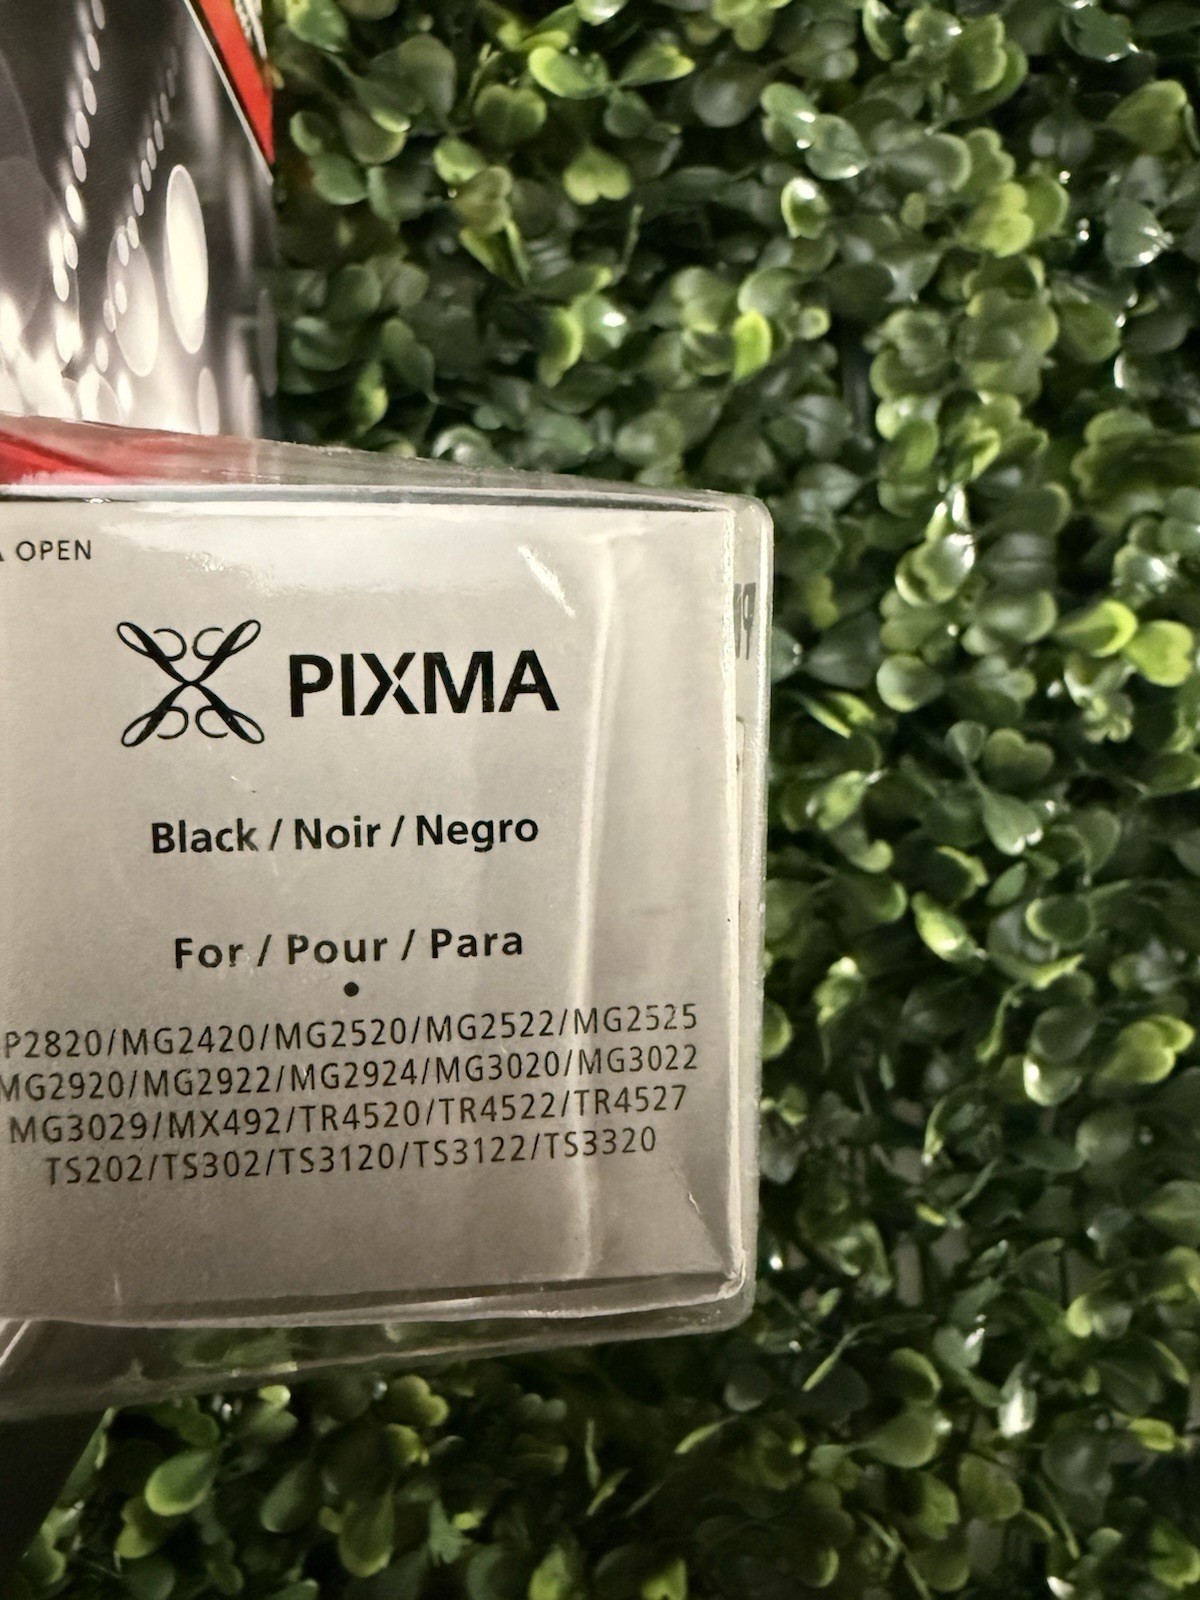 OPEN
PIXMA
Black / Noir / Negro
For / Pour / Para
P2820/MG2420/MG2520/MG2522/MG2525
MG2920/MG2922/MG2924/MG3020/MG3022
MG3029/MX492/TR4520/TR4522/TR4527
TS202/TS302/TS3120/TS3122/TS3320